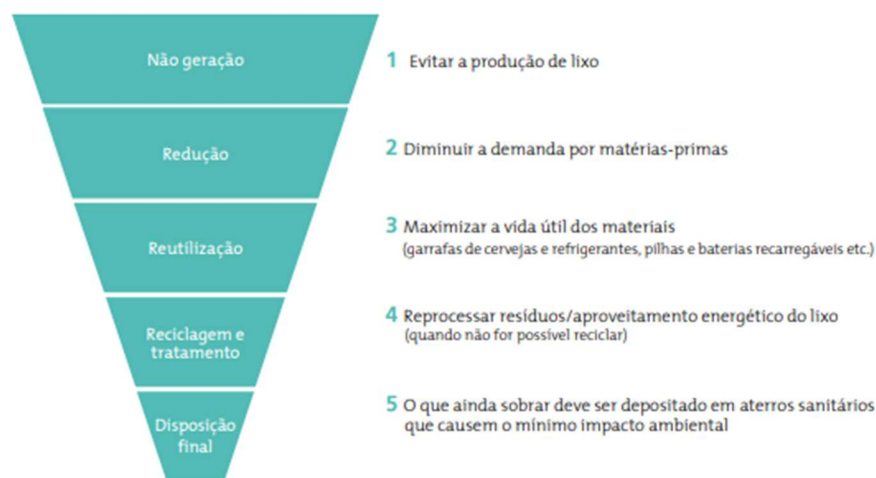 Não geração
1 Evitar a produção de lixo
Redução
2 Diminuir a demanda por matérias-primas
Reutilização
3 Maximizar a vida útil dos materiais
(garrafas de cervejas e refrigerantes, pilhas e baterias recarregáveis etc.)
Reciclagem e
tratamento
4 Reprocessar resíduos/aproveitamento energético do lixo
(quando não for possível reciclar)
Disposição
final
5 O que ainda sobrar deve ser depositado em aterros sanitários
que causem o mínimo impacto ambiental